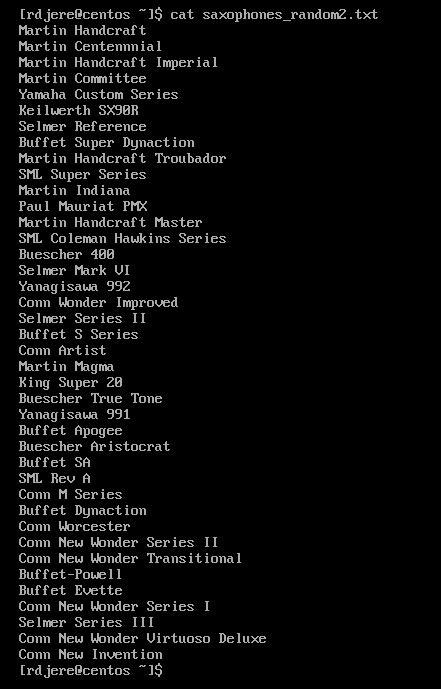 [rdjere@centos ~]$ cat saxophones_random2.txt
Martin Handcraft
Martin Centennnial
Martin Handcraft Imperial
Martin Committee
Yamaha Custom Series
Keilwerth SX90R
Selmer Reference
Buffet Super Dynaction
Martin Handcraft Troubador
SML Super Series
Martin Indiana
Paul Mauriat PMX
Martin Handcraft Master
SML Coleman Hawkins Series
Buescher 400
Selmer Mark VI
Yanagisawa 992
Conn Wonder Improved
Selmer Series II
Buffet S Series
Conn Artist
Martin Magma
King Super 20
Buescher True Tone
Yanagisawa 991
Buffet Apogee
Buescher Aristocrat
Buffet SA
SML Rev A
Conn M Series
Buffet Dynaction
Conn Worcester
Conn New Wonder Series II
Conn New Wonder Transitional
Buffet-Powell
Buffet Evette
Conn New Wonder Series I
Selmer Series III
Conn New Wonder Virtuoso Deluxe
Conn New Invention
[rdjere@centos ~]$